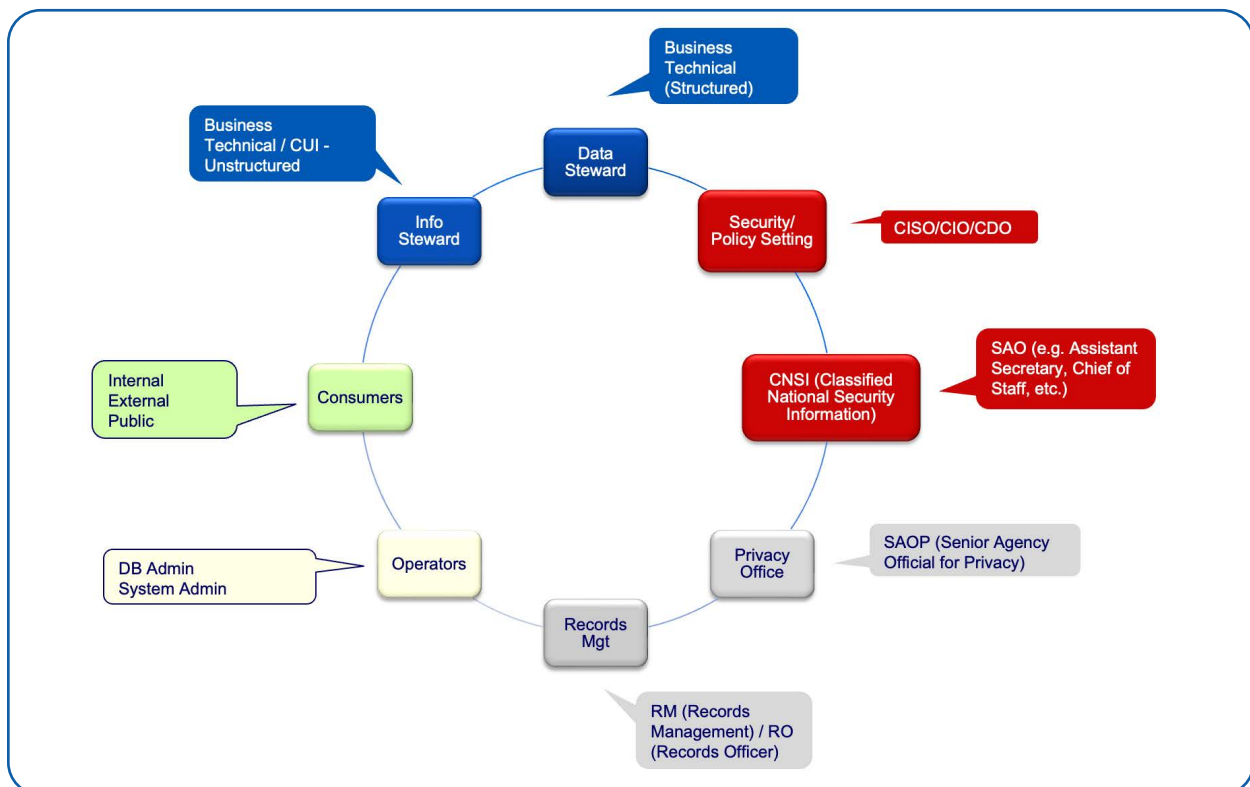 Business
Technical
(Structured)
Business
Technical / CUI -
Unstructured
Data
Steward
Info
Steward
Security/
Policy Setting
CISO/CIO/CDO
SAO (e.g. Assistant
Secretary, Chief of
Staff, etc.)
CNSI (Classified
National Security
Information)
Internal
External
Public
Consumers
SAOP (Senior Agency
Official for Privacy)
Privacy
Office
DB Admin
System Admin
Operators
Records
Mgt
RM (Records
Management) / RO
(Records Officer)